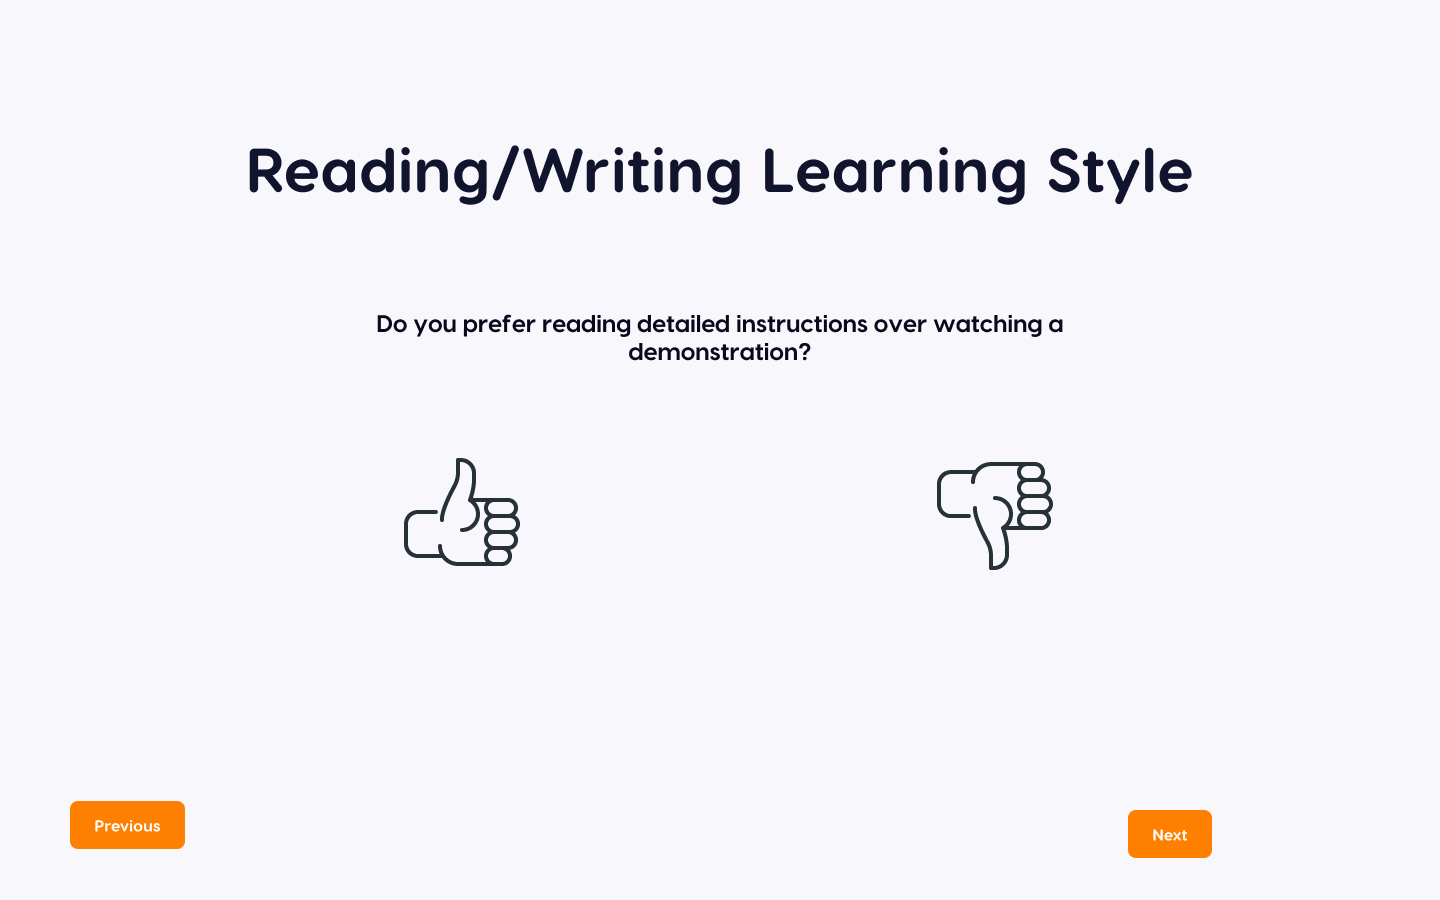 Reading/Writing Learning Style
Do you prefer reading detailed instructions over watching a
demonstration?
Previous
Next